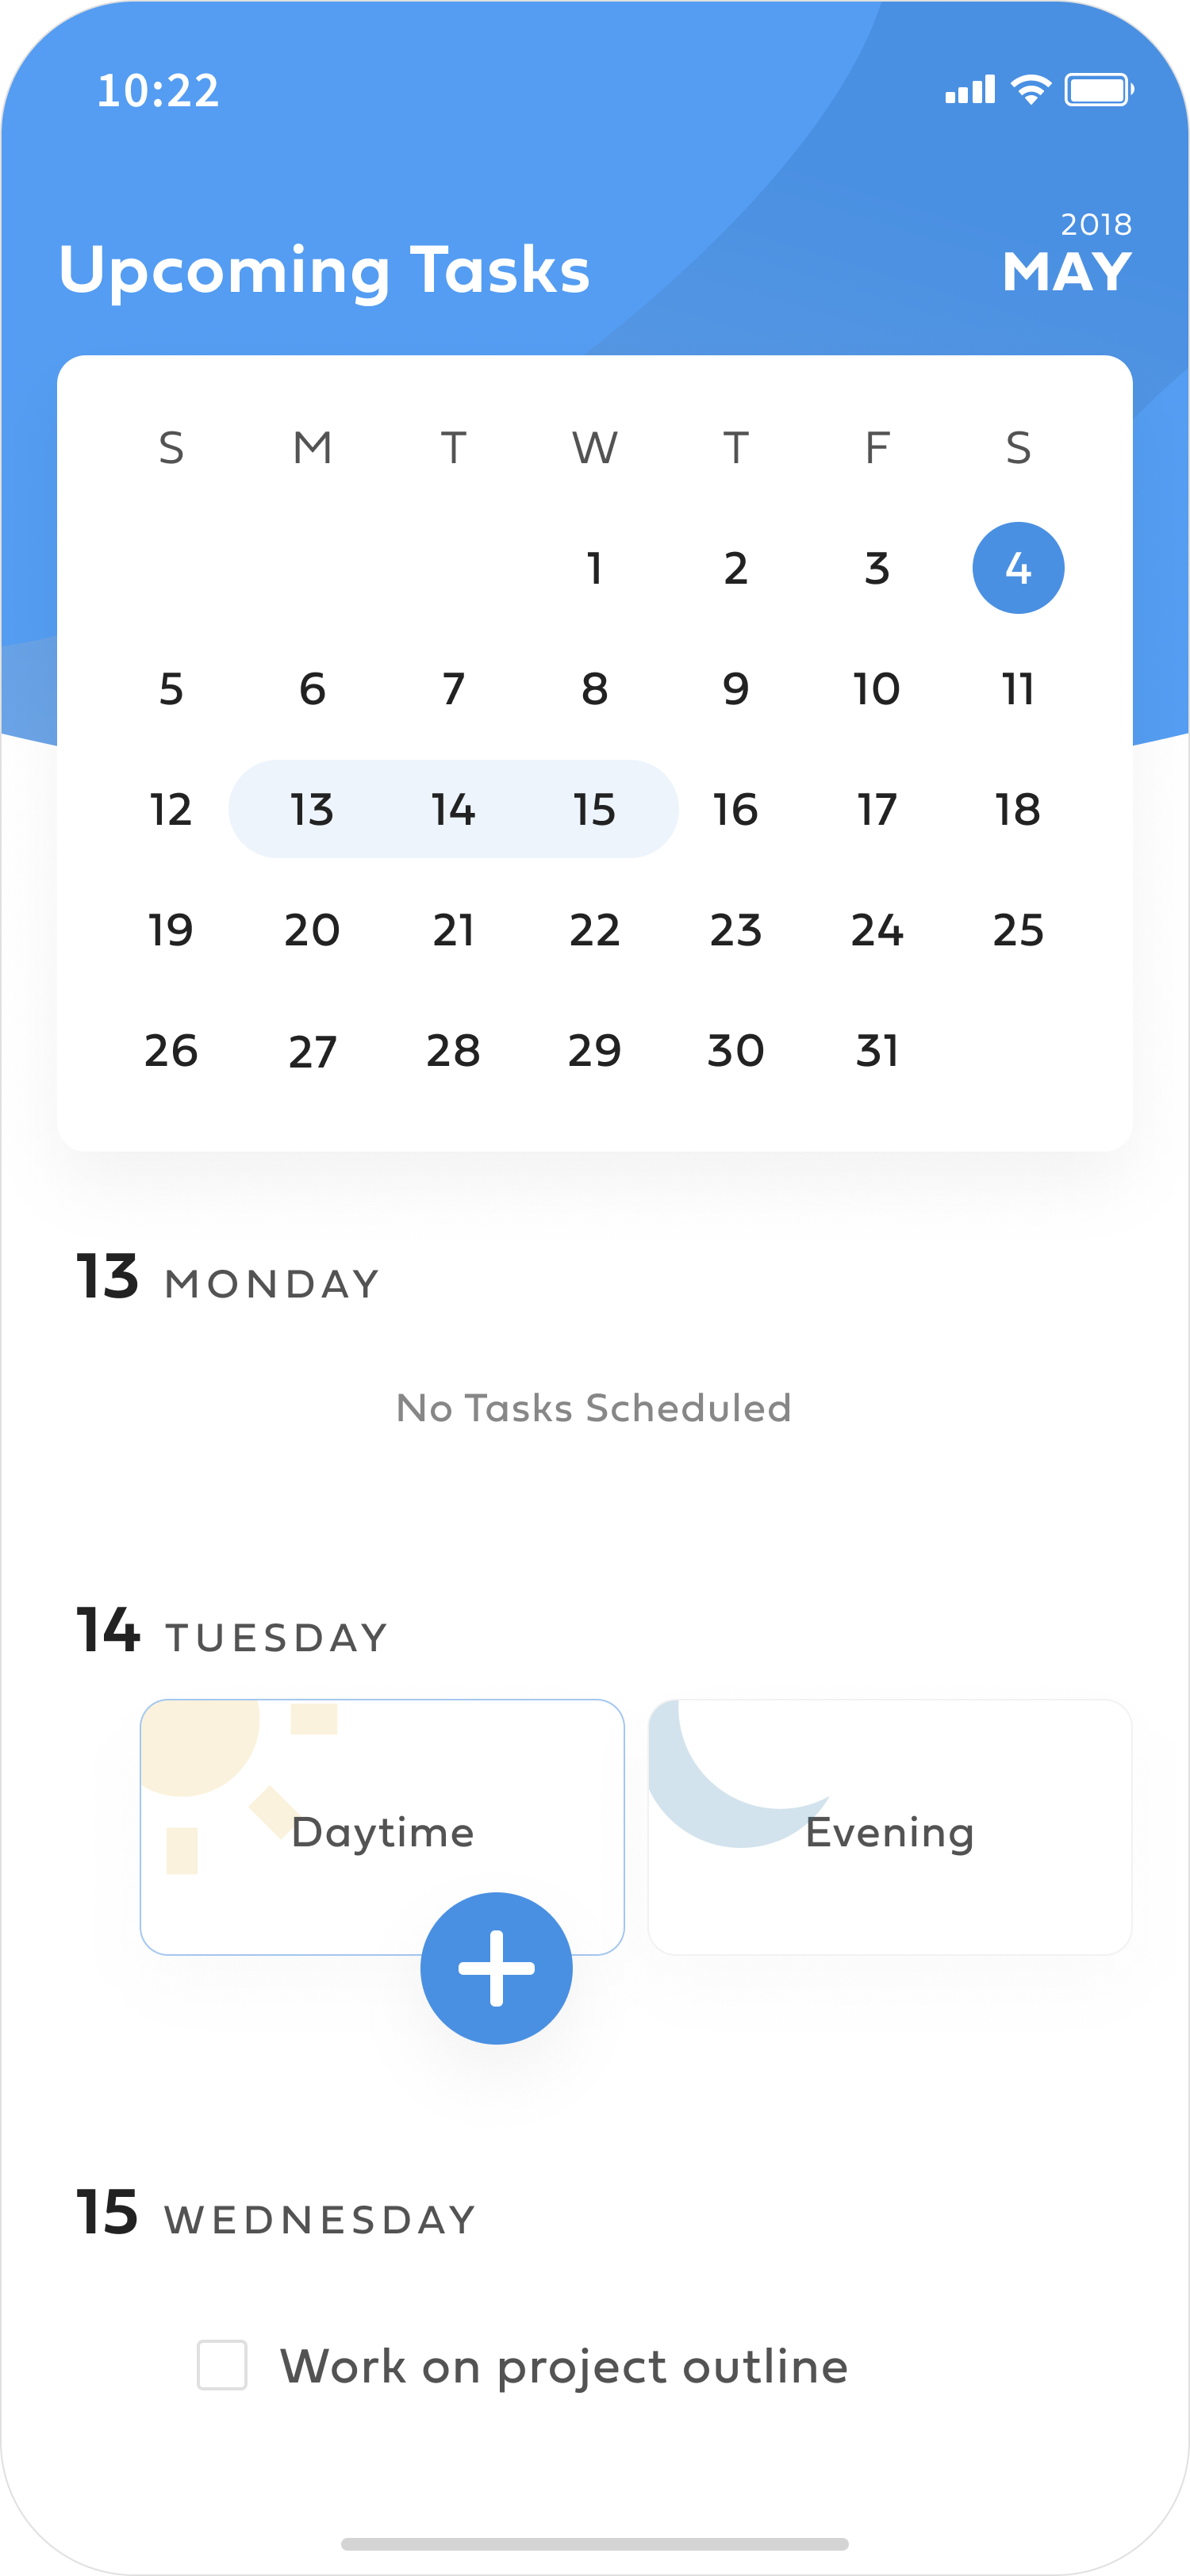 10:22
2018
Upcoming Tasks MAY
S M T W T F S
1 2 3 4
5 6 7 8 9 10 11
12 13 14 15 16 17 18
19 20 21 22 23 24 25
26 27 28 29 30 31
13 MONDAY
No Tasks Scheduled
14 TUESDAY
Daytime Evening
15 WEDNESDAY
Work on project outline